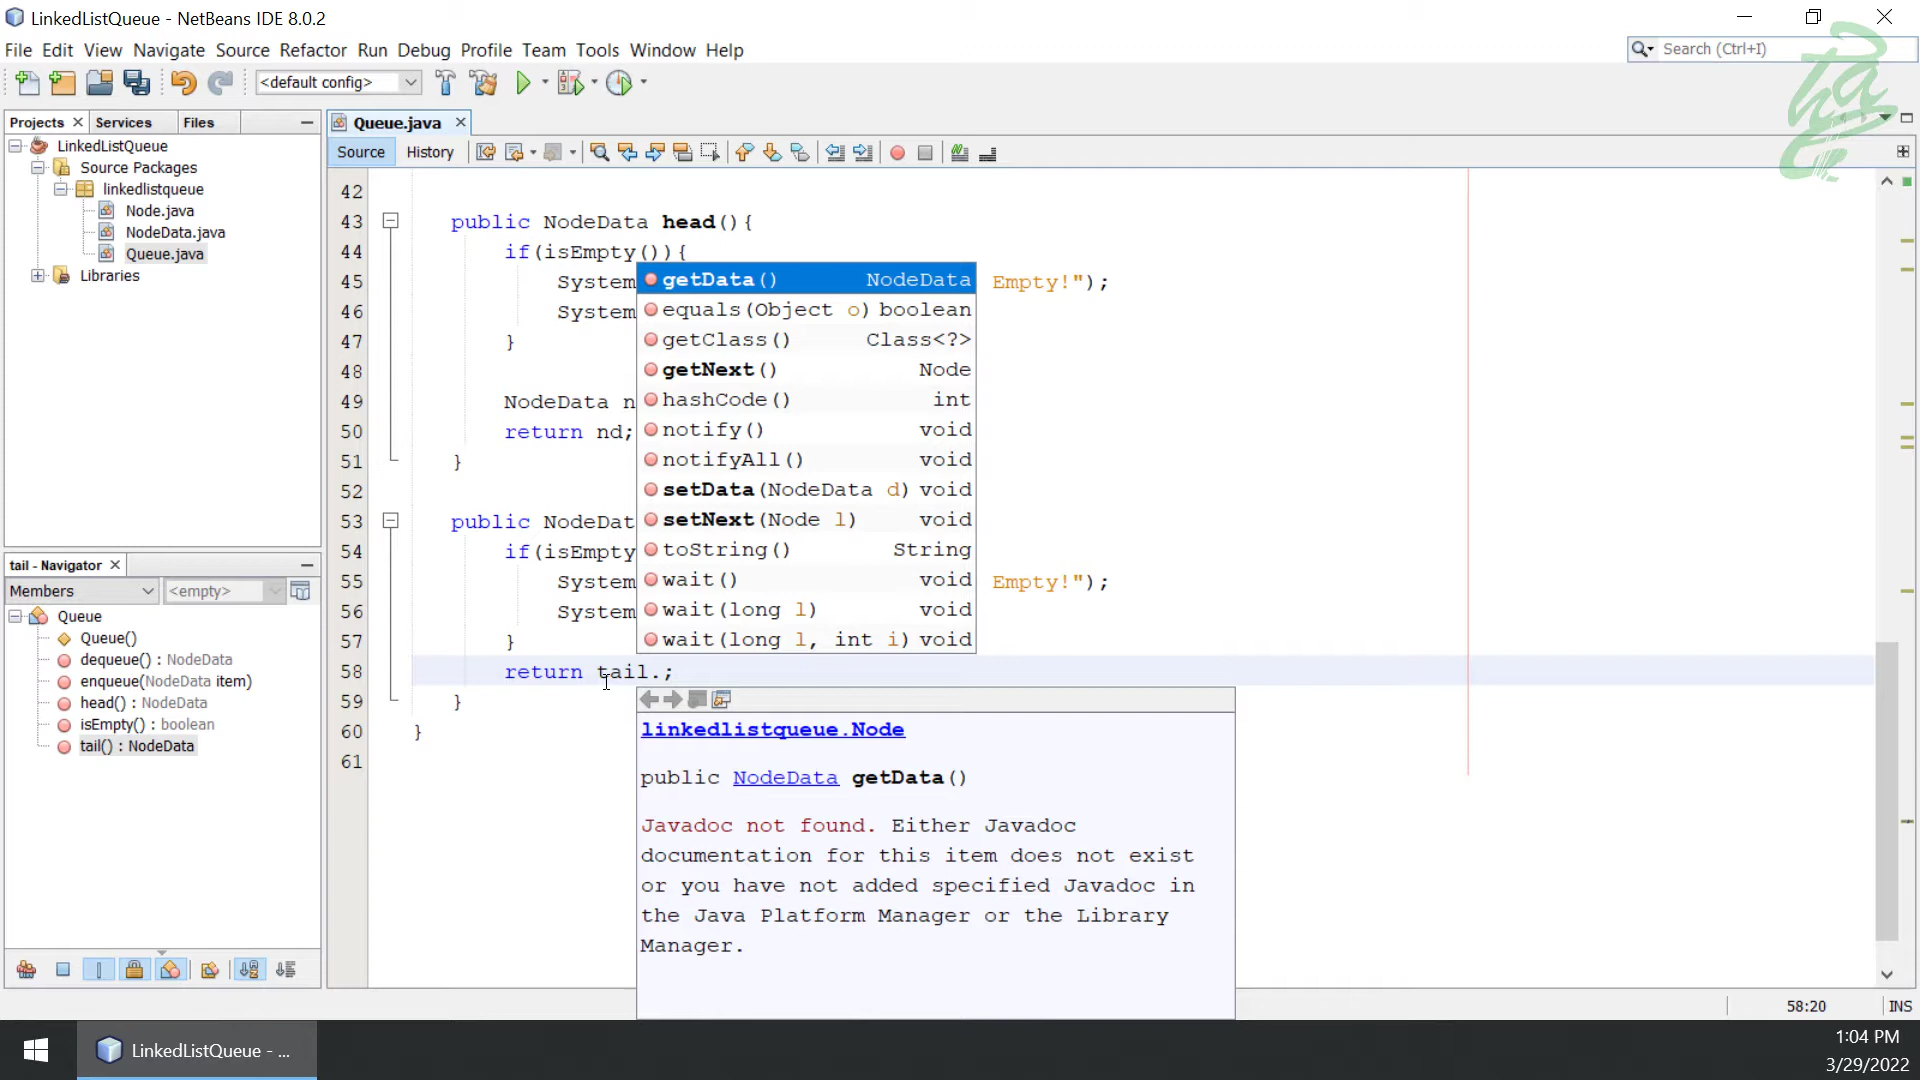 LinkedListQueue - NetBeans IDE 8.0.2
File Edit View Navigate Source Refactor Run Debug Profile Team Tools Window Help
Search (Ctrl+I)
<default config>
Projects Services Files
Queue.java
Source History
LinkedListQueue
Source Packages
linkedlistqueue
Node.java
NodeData.java
Queue.java
Libraries
tail - Navigator
Members <empty>
Queue
Queue()
dequeue() : NodeData
enqueue(NodeData item)
head() : NodeData
isEmpty() : boolean
tail() : NodeData
42
43 public NodeData head(){
44 if(isEmpty()){
45 System Empty!");
46 System
47 }
48
49 NodeData n
50 return nd;
51 }
52
53 public NodeDat
54 if(isEmpty
55 System Empty!");
56 System
57 }
58 return tail.;
59 }
60 }
61
getData() NodeData
equals(Object o) boolean
getClass() Class<?>
getNext() Node
hashCode() int
notify() void
notifyAll() void
setData(NodeData d) void
setNext(Node l) void
toString() String
wait() void
wait(long l) void
wait(long l, int i) void
linkedlistqueue.Node
public NodeData getData()
Javadoc not found. Either Javadoc
documentation for this item does not exist
or you have not added specified Javadoc in
the Java Platform Manager or the Library
Manager.
58:20 INS
LinkedListQueue - ...
1:04 PM
3/29/2022